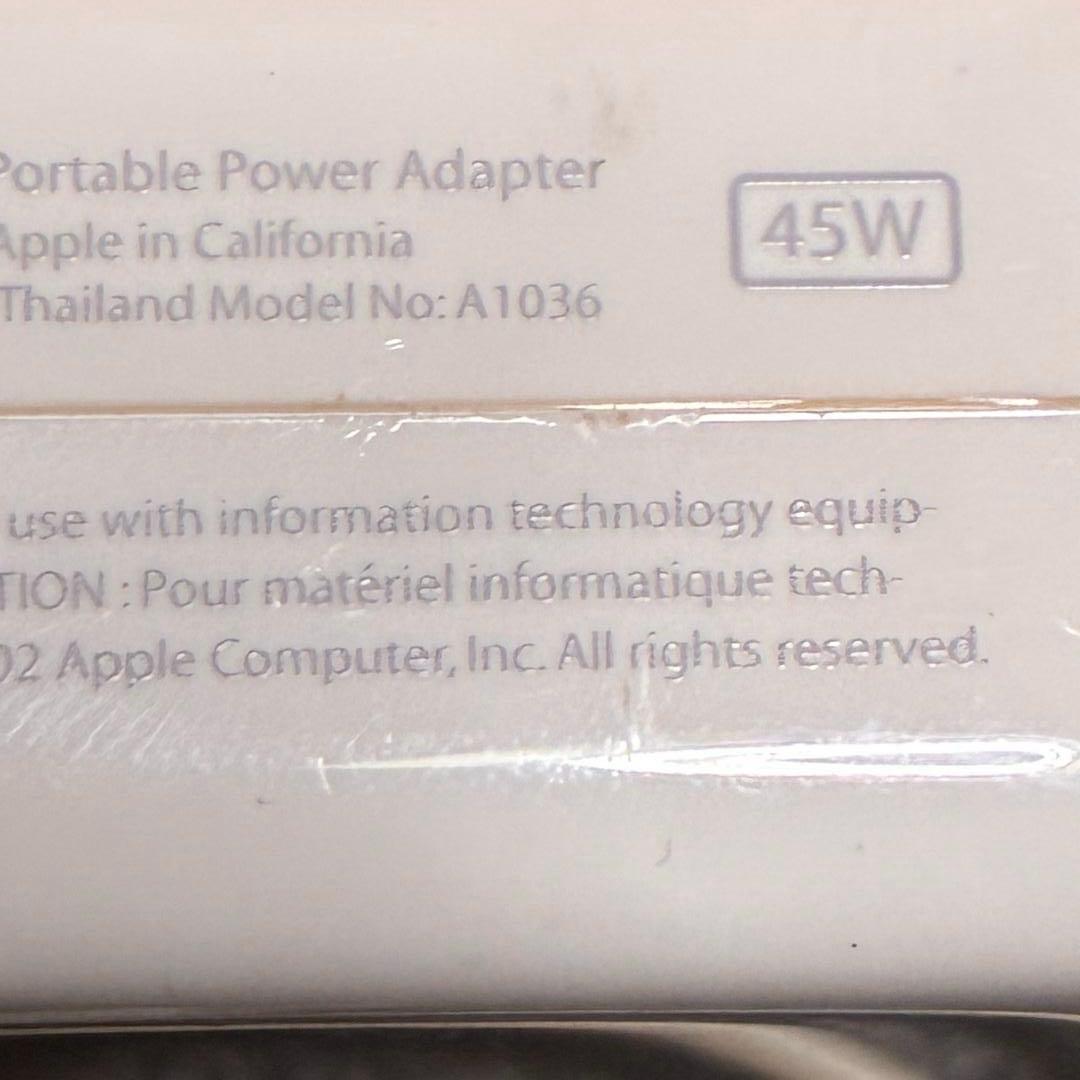 Portable Power Adapter
Apple in California
Thailand Model No: A1036
45W
use with information technology equip-
TION : Pour matériel informatique tech-
02 Apple Computer, Inc. All rights reserved.